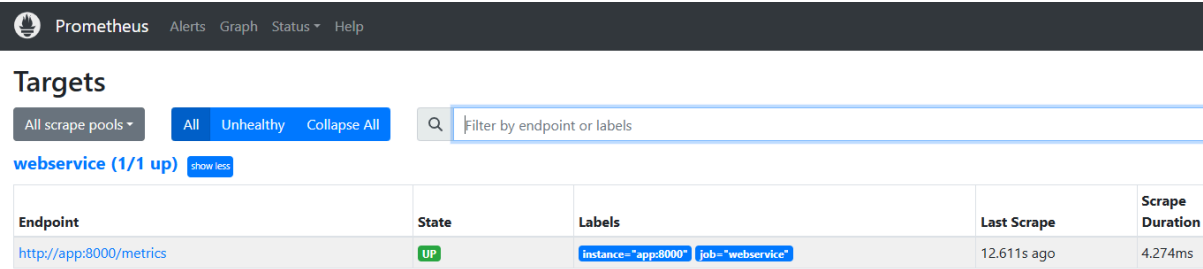 Prometheus Alerts Graph Status Help
Targets
All scrape pools All Unhealthy Collapse All Filter by endpoint or labels
webservice (1/1 up) show less
Endpoint State Labels Last Scrape Scrape Duration
http://app:8000/metrics UP instance="app:8000" job="webservice" 12.611s ago 4.274ms